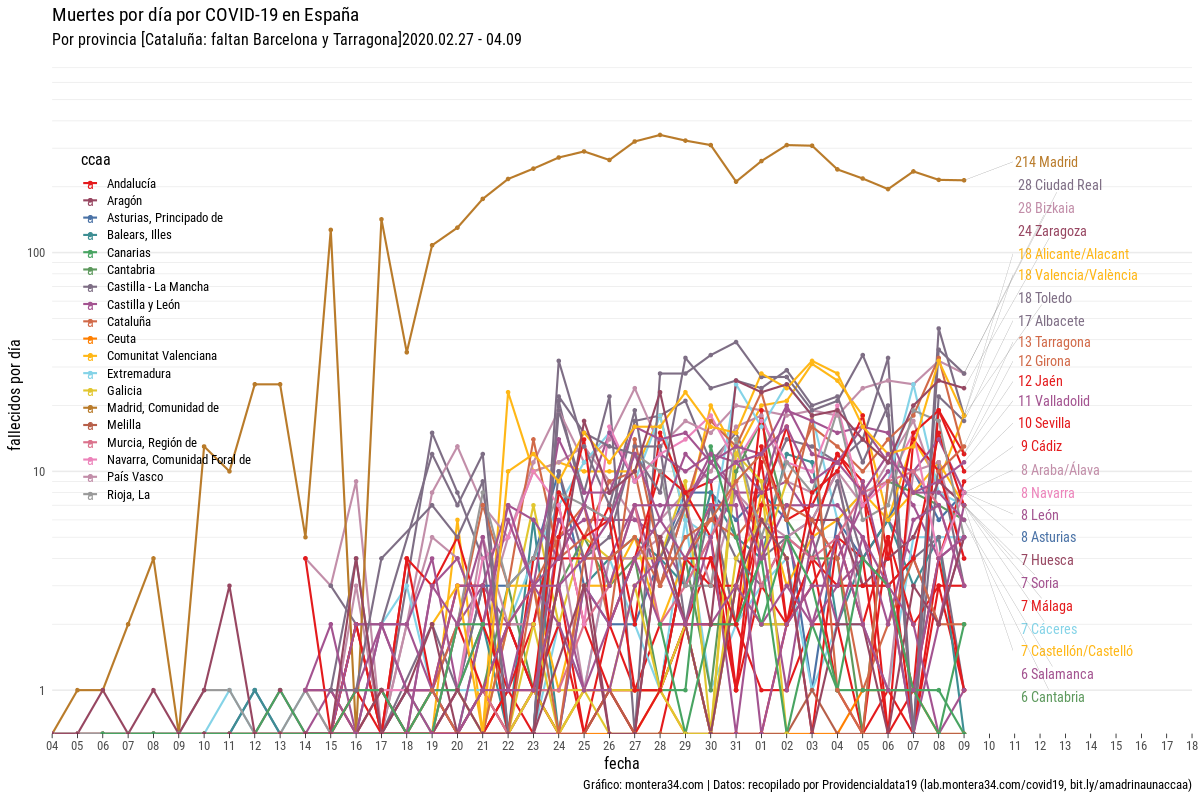 Muertes por día por COVID-19 en España
Por provincia [Cataluña: faltan Barcelona y Tarragona]2020.02.27 - 04.09
fallecidos por día
100
10
1
ccaa
Andalucía
Aragón
Asturias, Principado de
Balears, Illes
Canarias
Cantabria
Castilla - La Mancha
Castilla y León
Cataluña
Ceuta
Comunitat Valenciana
Extremadura
Galicia
Madrid, Comunidad de
Melilla
Murcia, Región de
Navarra, Comunidad Foral de
País Vasco
Rioja, La
214 Madrid
28 Ciudad Real
28 Bizkaia
24 Zaragoza
18 Alicante/Alacant
18 Valencia/València
18 Toledo
17 Albacete
13 Tarragona
12 Girona
12 Jaén
11 Valladolid
10 Sevilla
9 Cádiz
8 Araba/Álava
8 Navarra
8 León
8 Asturias
7 Huesca
7 Soria
7 Málaga
7 Cáceres
7 Castellón/Castelló
6 Salamanca
6 Cantabria
04 05 06 07 08 09 10 11 12 13 14 15 16 17 18 19 20 21 22 23 24 25 26 27 28 29 30 31 01 02 03 04 05 06 07 08 09 10 11 12 13 14 15 16 17 18
fecha
Gráfico: montera34.com | Datos: recopilado por Providencialdata19 (lab.montera34.com/covid19, bit.ly/amadrinaunaccaa)